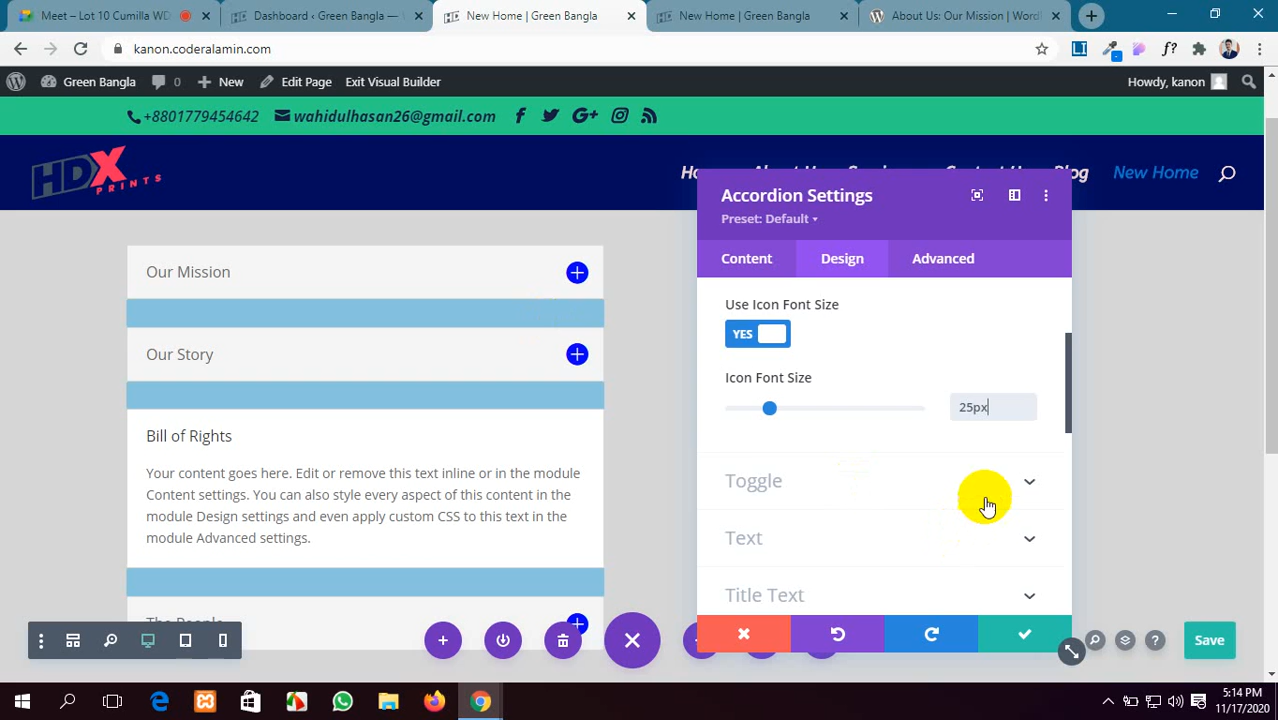 Meet – Lot 10 Cumilla WD
Dashboard ‹ Green Bangla —
New Home | Green Bangla
New Home | Green Bangla
About Us: Our Mission | Word
kanon.coderalamin.com
Green Bangla
0
New
Edit Page
Exit Visual Builder
Howdy, kanon
+8801779454642
wahidulhasan26@gmail.com
HDX
PRINTS
Blog
New Home
Accordion Settings
Preset: Default
Content
Design
Advanced
Our Mission
Use Icon Font Size
YES
Our Story
Icon Font Size
25px
Bill of Rights
Your content goes here. Edit or remove this text inline or in the module
Content settings. You can also style every aspect of this content in the
module Design settings and even apply custom CSS to this text in the
module Advanced settings.
Toggle
Text
Title Text
The People
Save
5:14 PM
11/17/2020